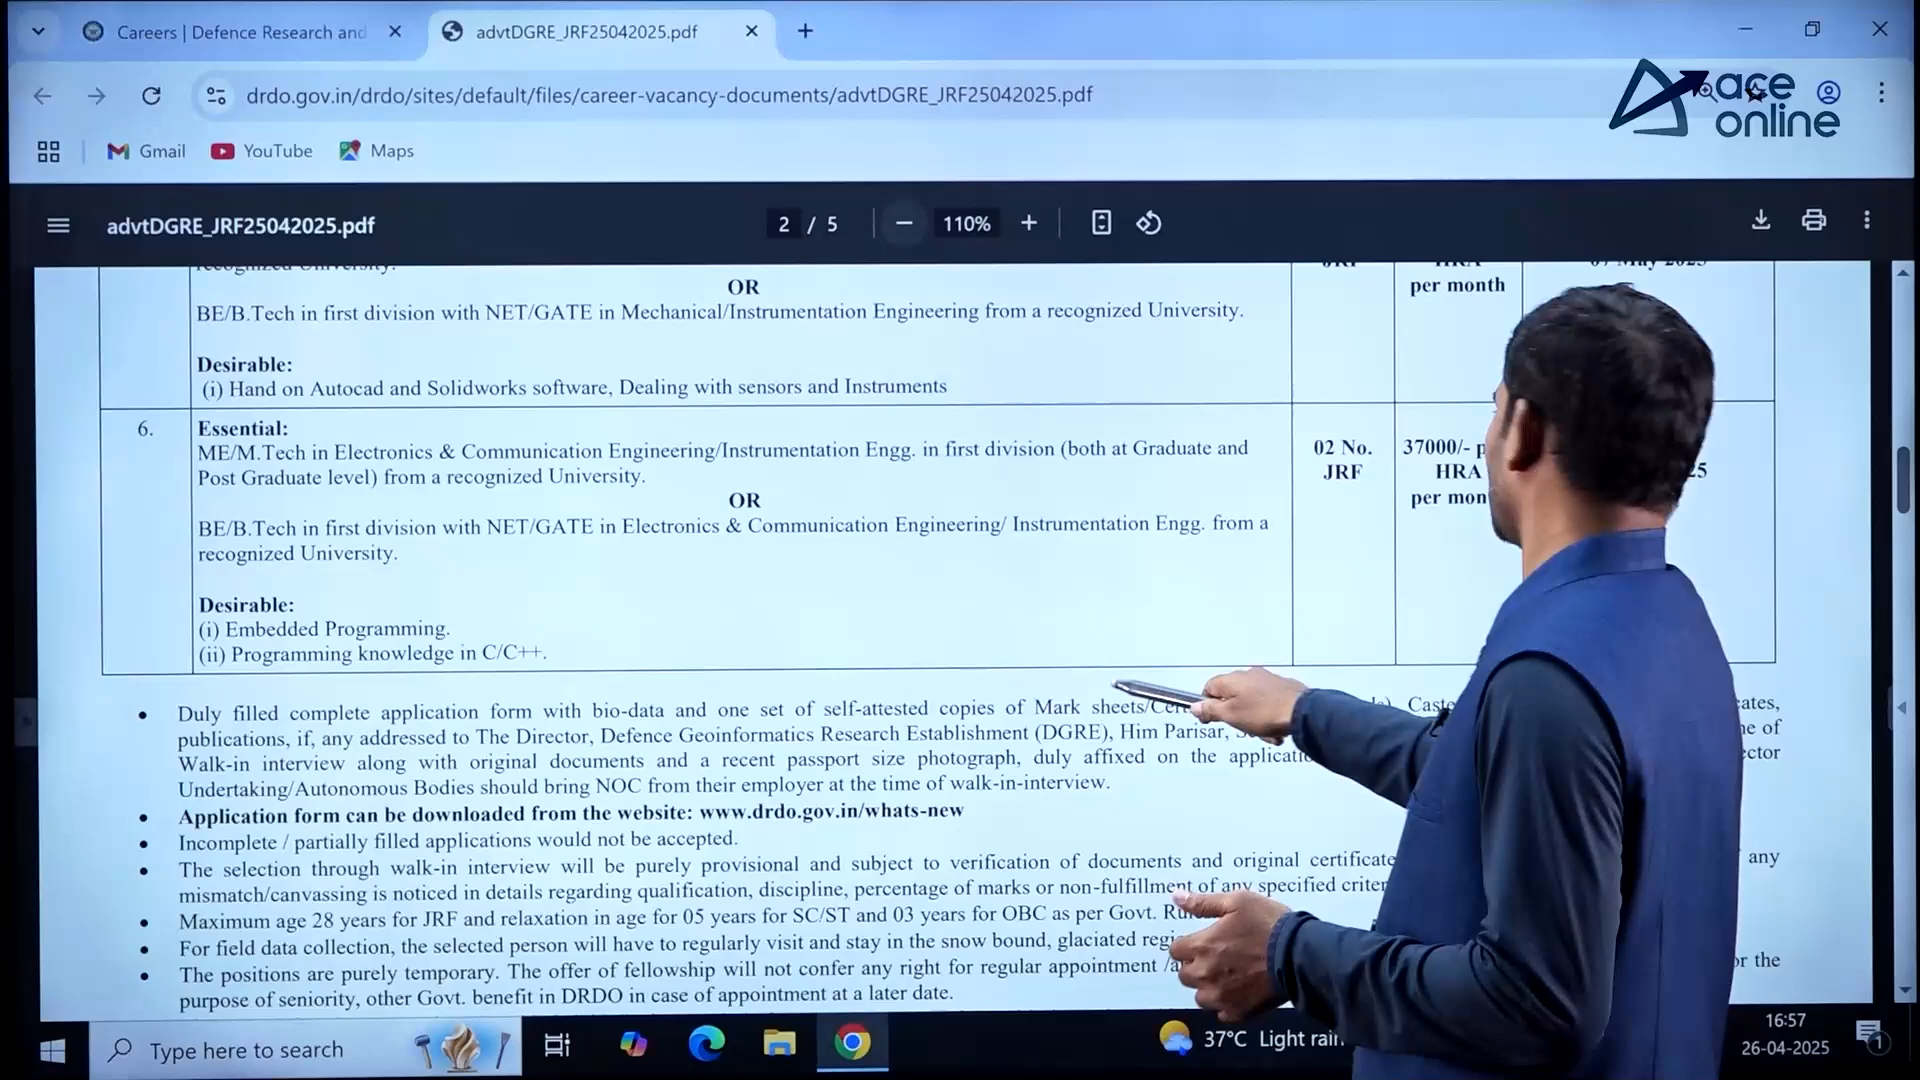 Careers | Defence Research and
advtDGRE_JRF25042025.pdf
drdo.gov.in/drdo/sites/default/files/career-vacancy-documents/advtDGRE_JRF25042025.pdf
ace
online
Gmail
YouTube
Maps
advtDGRE_JRF25042025.pdf
2 / 5
110%
recognized University.
OR
per month
BE/B.Tech in first division with NET/GATE in Mechanical/Instrumentation Engineering from a recognized University.
Desirable:
(i) Hand on Autocad and Solidworks software, Dealing with sensors and Instruments
6.
Essential:
ME/M.Tech in Electronics & Communication Engineering/Instrumentation Engg. in first division (both at Graduate and
Post Graduate level) from a recognized University.
OR
BE/B.Tech in first division with NET/GATE in Electronics & Communication Engineering/ Instrumentation Engg. from a
recognized University.
Desirable:
(i) Embedded Programming.
(ii) Programming knowledge in C/C++.
02 No.
JRF
37000/-
HRA
per mon
Duly filled complete application form with bio-data and one set of self-attested copies of Mark sheets/
publications, if, any addressed to The Director, Defence Geoinformatics Research Establishment (DGRE), Him Parisar,
Walk-in interview along with original documents and a recent passport size photograph, duly affixed on the
Undertaking/Autonomous Bodies should bring NOC from their employer at the time of walk-in-interview.
Application form can be downloaded from the website: www.drdo.gov.in/whats-new
Incomplete / partially filled applications would not be accepted.
The selection through walk-in interview will be purely provisional and subject to verification of documents and original certificate any
mismatch/canvassing is noticed in details regarding qualification, discipline, percentage of marks or non-fulfillment of any specified criter
Maximum age 28 years for JRF and relaxation in age for 05 years for SC/ST and 03 years for OBC as per Govt.
For field data collection, the selected person will have to regularly visit and stay in the snow bound, glaciated
The positions are purely temporary. The offer of fellowship will not confer any right for regular appointment the
purpose of seniority, other Govt. benefit in DRDO in case of appointment at a later date.
Type here to search
37°C Light rain
16:57
26-04-2025
1